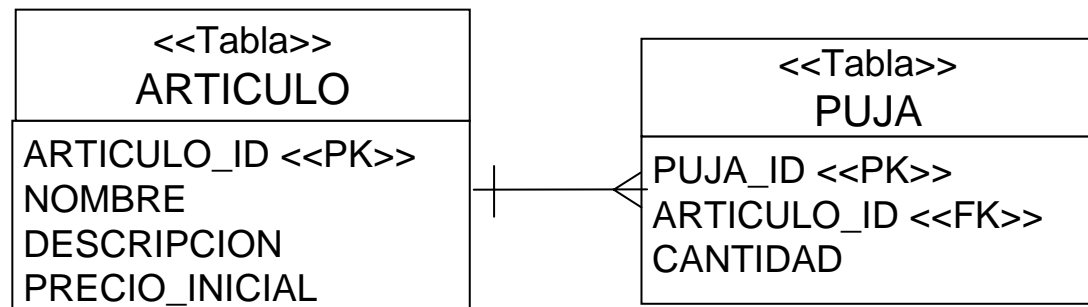 <<Tabla>>
ARTICULO
ARTICULO_ID <<PK>>
NOMBRE
DESCRIPCION
PRECIO_INICIAL
<<Tabla>>
PUJA
PUJA_ID <<PK>>
ARTICULO_ID <<FK>>
CANTIDAD